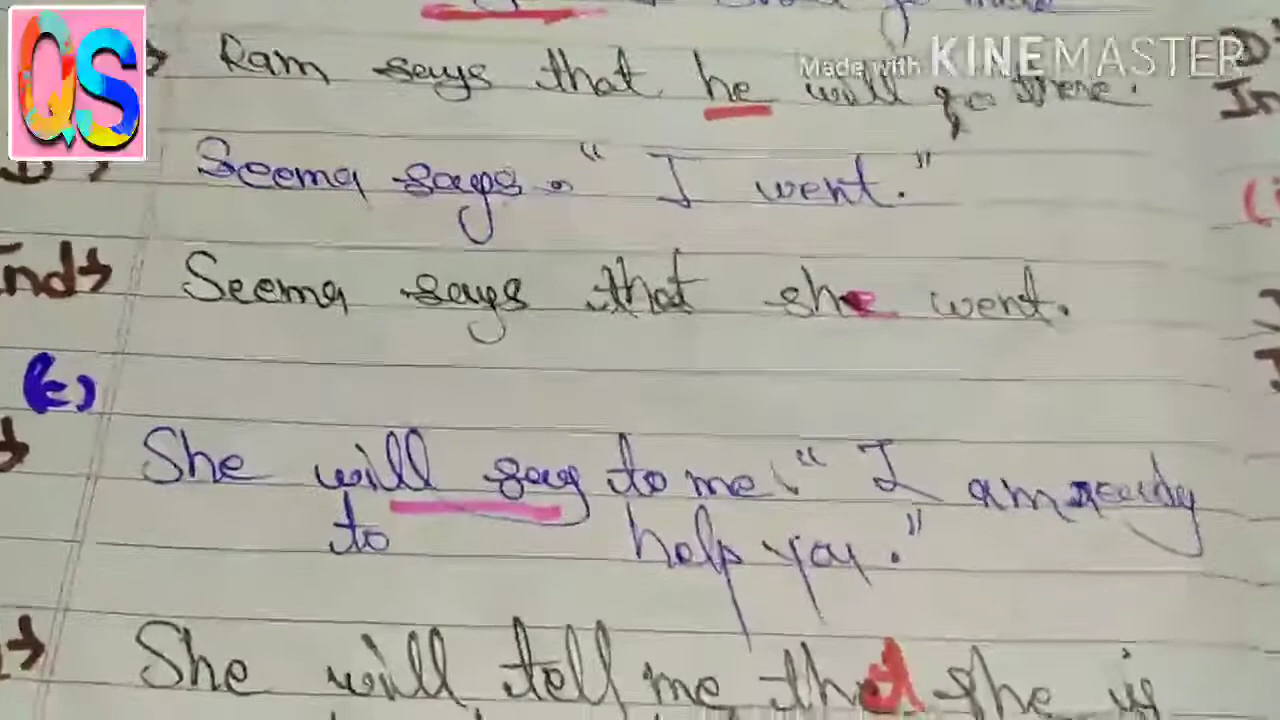 Ram says that he will go there.
Made with KINEMASTER
QS
Seema says, " I went."
Ind→ Seema says that she went.
(c)
She will say to me, " I am ready
to help you."
She will tell me that she is